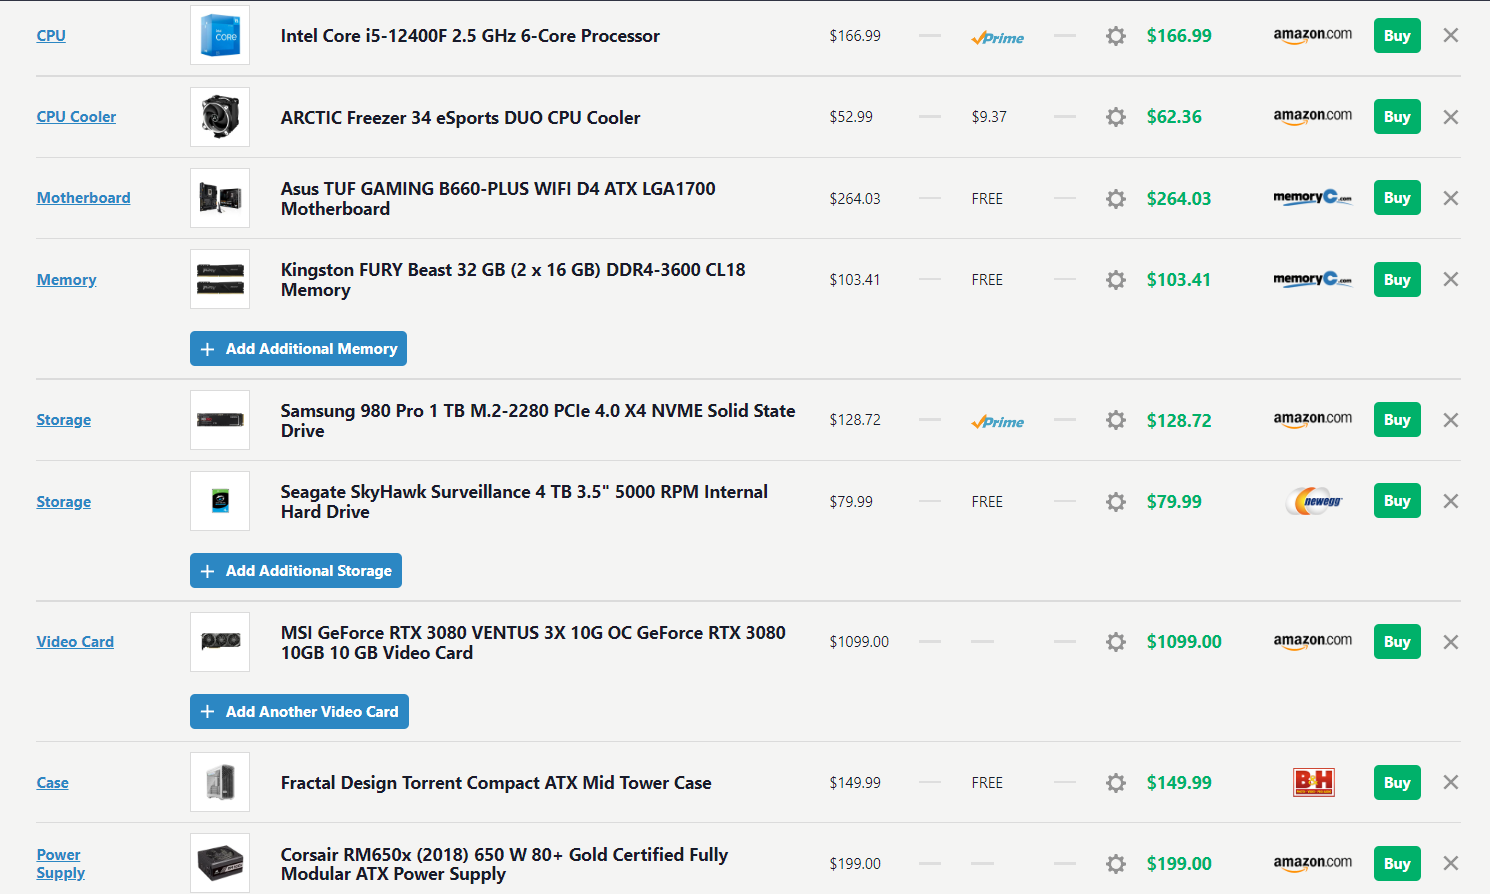 CPU
Intel Core i5-12400F 2.5 GHz 6-Core Processor
$166.99
Prime
$166.99
amazon.com
Buy
CPU Cooler
ARCTIC Freezer 34 eSports DUO CPU Cooler
$52.99
$9.37
$62.36
amazon.com
Buy
Motherboard
Asus TUF GAMING B660-PLUS WIFI D4 ATX LGA1700
Motherboard
$264.03
FREE
$264.03
memoryC.com
Buy
Memory
Kingston FURY Beast 32 GB (2 x 16 GB) DDR4-3600 CL18
Memory
$103.41
FREE
$103.41
memoryC.com
Buy
+ Add Additional Memory
Storage
Samsung 980 Pro 1 TB M.2-2280 PCIe 4.0 X4 NVME Solid State
Drive
$128.72
Prime
$128.72
amazon.com
Buy
Storage
Seagate SkyHawk Surveillance 4 TB 3.5" 5000 RPM Internal
Hard Drive
$79.99
FREE
$79.99
newegg
Buy
+ Add Additional Storage
Video Card
MSI GeForce RTX 3080 VENTUS 3X 10G OC GeForce RTX 3080
10GB 10 GB Video Card
$1099.00
$1099.00
amazon.com
Buy
+ Add Another Video Card
Case
Fractal Design Torrent Compact ATX Mid Tower Case
$149.99
FREE
$149.99
B&H
Buy
Power
Supply
Corsair RM650x (2018) 650 W 80+ Gold Certified Fully
Modular ATX Power Supply
$199.00
$199.00
amazon.com
Buy